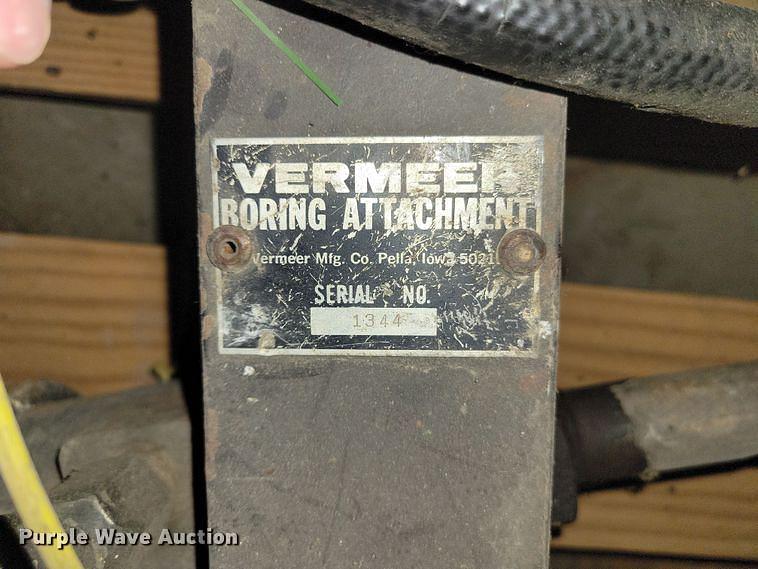 VERMEER
BORING ATTACHMENT
Vermeer Mfg. Co. Pella, Iowa
SERIAL NO.
1344
Purple Wave Auction